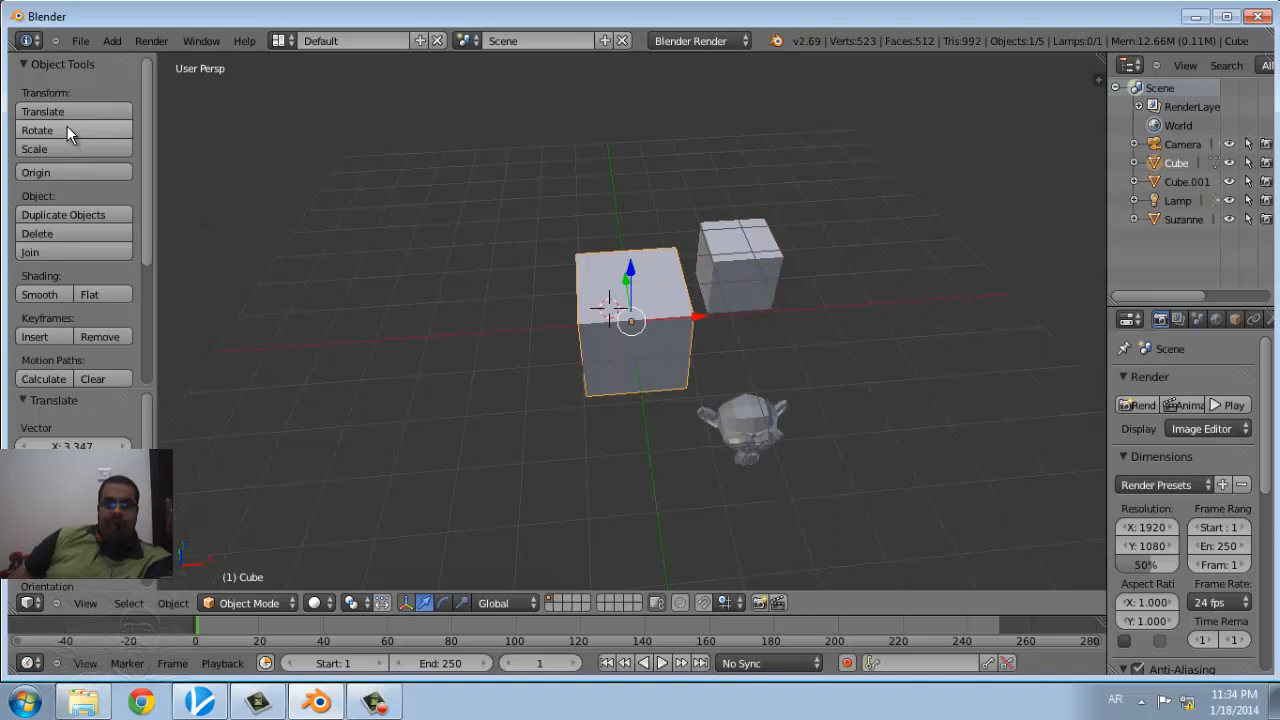 Blender
File Add Render Window Help Default Scene Blender Render v2.69 | Verts:523 | Faces:512 | Tris:992 | Objects:1/5 | Lamps:0/1 | Mem:12.66M (0.11M) | Cube
View Search All
Object Tools
Transform:
Translate
Rotate
Scale
Origin
Object:
Duplicate Objects
Delete
Join
Shading:
Smooth Flat
Keyframes:
Insert Remove
Motion Paths:
Calculate Clear
Translate
Vector
X: 3.347
Orientation
User Persp
(1) Cube
View Select Object Object Mode Global
-40 -20 0 20 40 60 80 100 120 140 160 180 200 220 240 260 280
View Marker Frame Playback Start: 1 End: 250 1 No Sync
Scene
RenderLaye
World
Camera
Cube
Cube.001
Lamp
Suzanne
Scene
Render
Rend Anima Play
Display Image Editor
Dimensions
Render Presets
Resolution: Frame Rang
X: 1920 Start : 1
Y: 1080 En: 250
50% Fram: 1
Aspect Rati Frame Rate:
X: 1.000 24 fps
Y: 1.000 Time Rema
1 1
Anti-Aliasing
AR 11:34 PM
1/18/2014